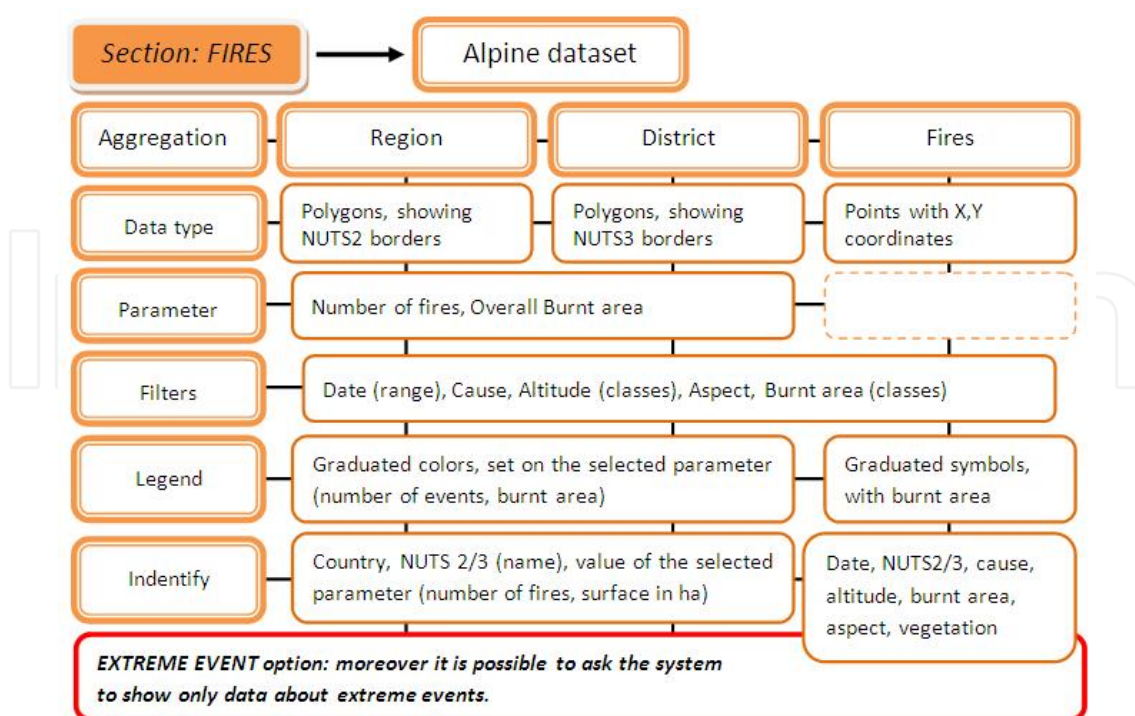 Section: FIRES
Alpine dataset
Aggregation
Region
District
Fires
Data type
Polygons, showing
NUTS2 borders
Polygons, showing
NUTS3 borders
Points with X,Y
coordinates
Parameter
Number of fires, Overall Burnt area
Filters
Date (range), Cause, Altitude (classes), Aspect, Burnt area (classes)
Legend
Graduated colors, set on the selected parameter
(number of events, burnt area)
Graduated symbols,
with burnt area
Indentify
Country, NUTS 2/3 (name), value of the selected
parameter (number of fires, surface in ha)
Date, NUTS2/3, cause,
altitude, burnt area,
aspect, vegetation
EXTREME EVENT option: moreover it is possible to ask the system
to show only data about extreme events.